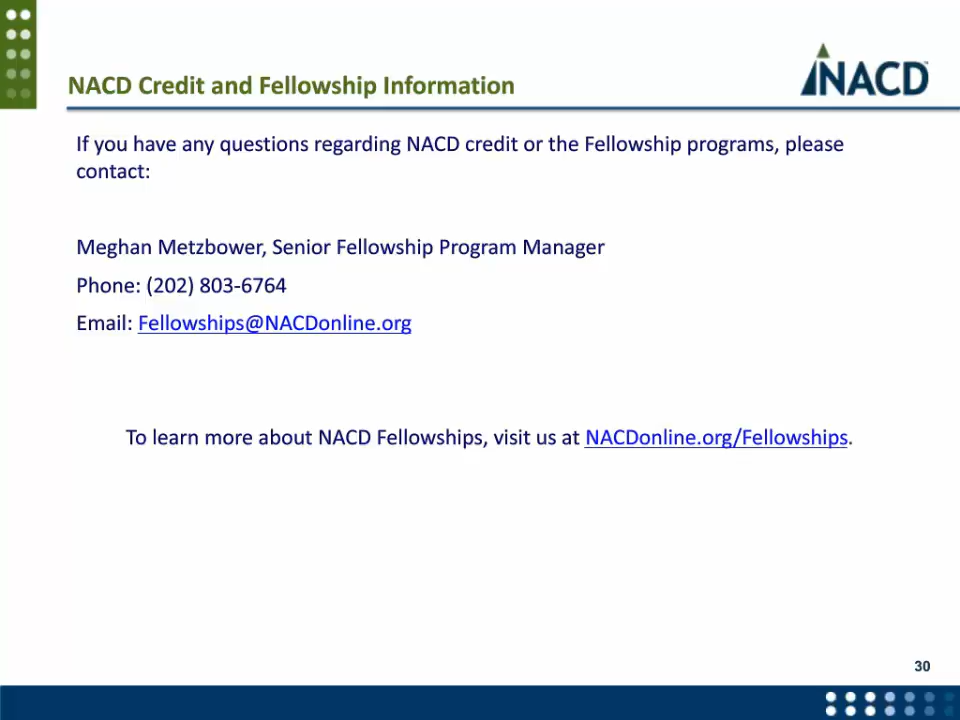 NACD Credit and Fellowship Information
NACD™
If you have any questions regarding NACD credit or the Fellowship programs, please
contact:
Meghan Metzbower, Senior Fellowship Program Manager
Phone: (202) 803-6764
Email: Fellowships@NACDonline.org
To learn more about NACD Fellowships, visit us at NACDonline.org/Fellowships.
30